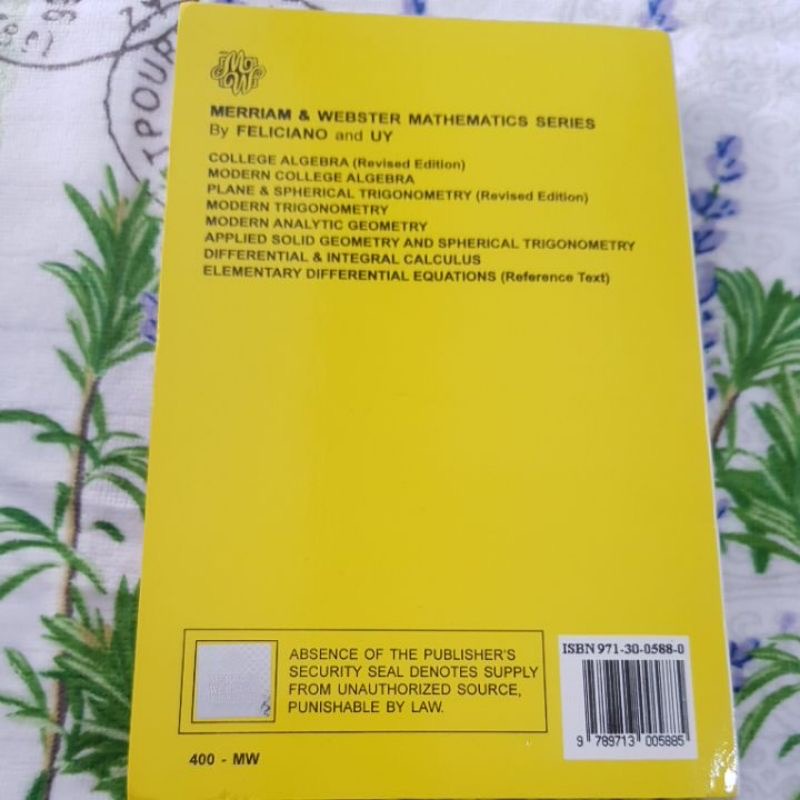 MW
MERRIAM & WEBSTER MATHEMATICS SERIES
By FELICIANO and UY
COLLEGE ALGEBRA (Revised Edition)
MODERN COLLEGE ALGEBRA
PLANE & SPHERICAL TRIGONOMETRY (Revised Edition)
MODERN TRIGONOMETRY
MODERN ANALYTIC GEOMETRY
APPLIED SOLID GEOMETRY AND SPHERICAL TRIGONOMETRY
DIFFERENTIAL & INTEGRAL CALCULUS
ELEMENTARY DIFFERENTIAL EQUATIONS (Reference Text)
ABSENCE OF THE PUBLISHER'S
SECURITY SEAL DENOTES SUPPLY
FROM UNAUTHORIZED SOURCE,
PUNISHABLE BY LAW.
ISBN 971-30-0588-0
9 789713 005885
400 - MW